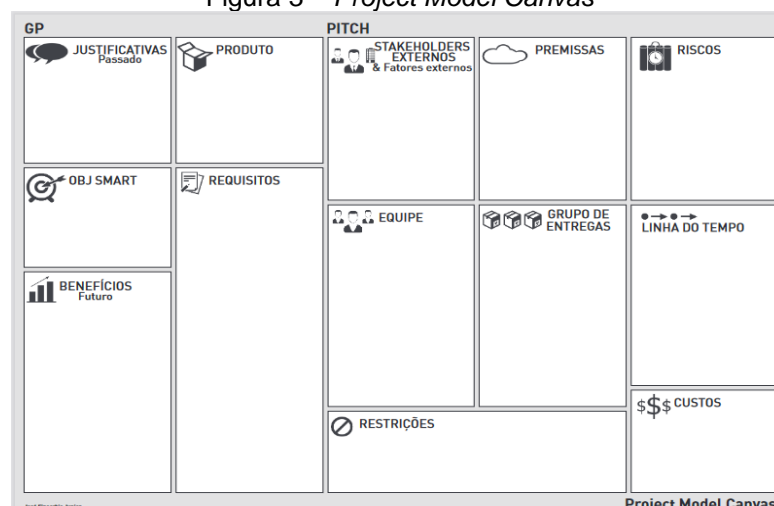 Figura 3 – Project Model Canvas
GP
PITCH
JUSTIFICATIVAS
Passado
PRODUTO
STAKEHOLDERS
EXTERNOS
& Fatores externos
PREMISSAS
RISCOS
OBJ SMART
REQUISITOS
EQUIPE
GRUPO DE
ENTREGAS
LINHA DO TEMPO
BENEFÍCIOS
Futuro
RESTRIÇÕES
$$$ CUSTOS
Project Model Canvas